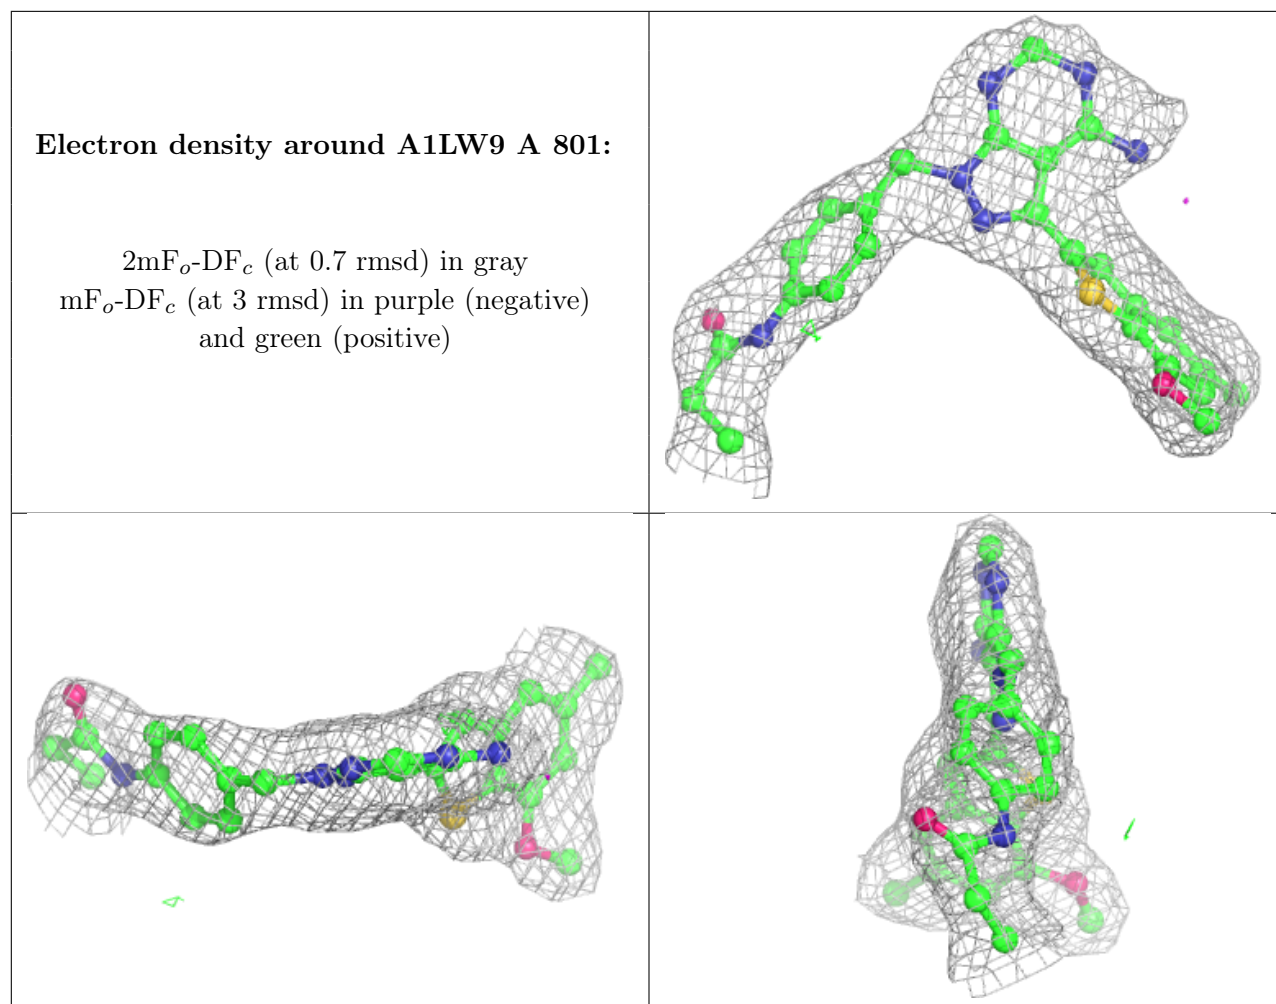 Electron density around A1LW9 A 801:
2mFo-DFc (at 0.7 rmsd) in gray
mFo-DFc (at 3 rmsd) in purple (negative)
and green (positive)